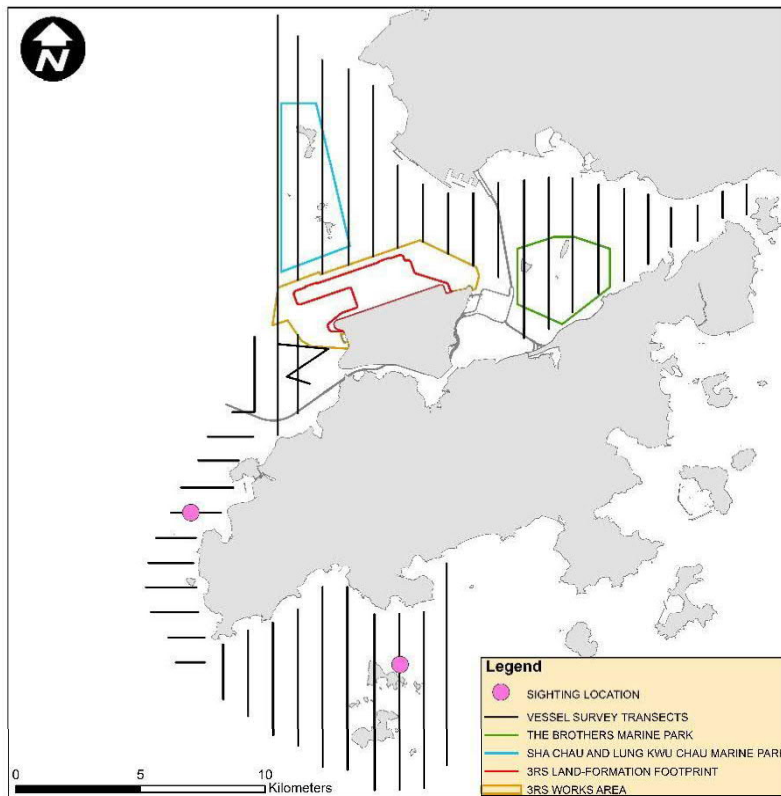 N
Legend
SIGHTING LOCATION
VESSEL SURVEY TRANSECTS
THE BROTHERS MARINE PARK
SHA CHAU AND LUNG KWU CHAU MARINE PARK
3RS LAND-FORMATION FOOTPRINT
3RS WORKS AREA
0 5 10
Kilometers